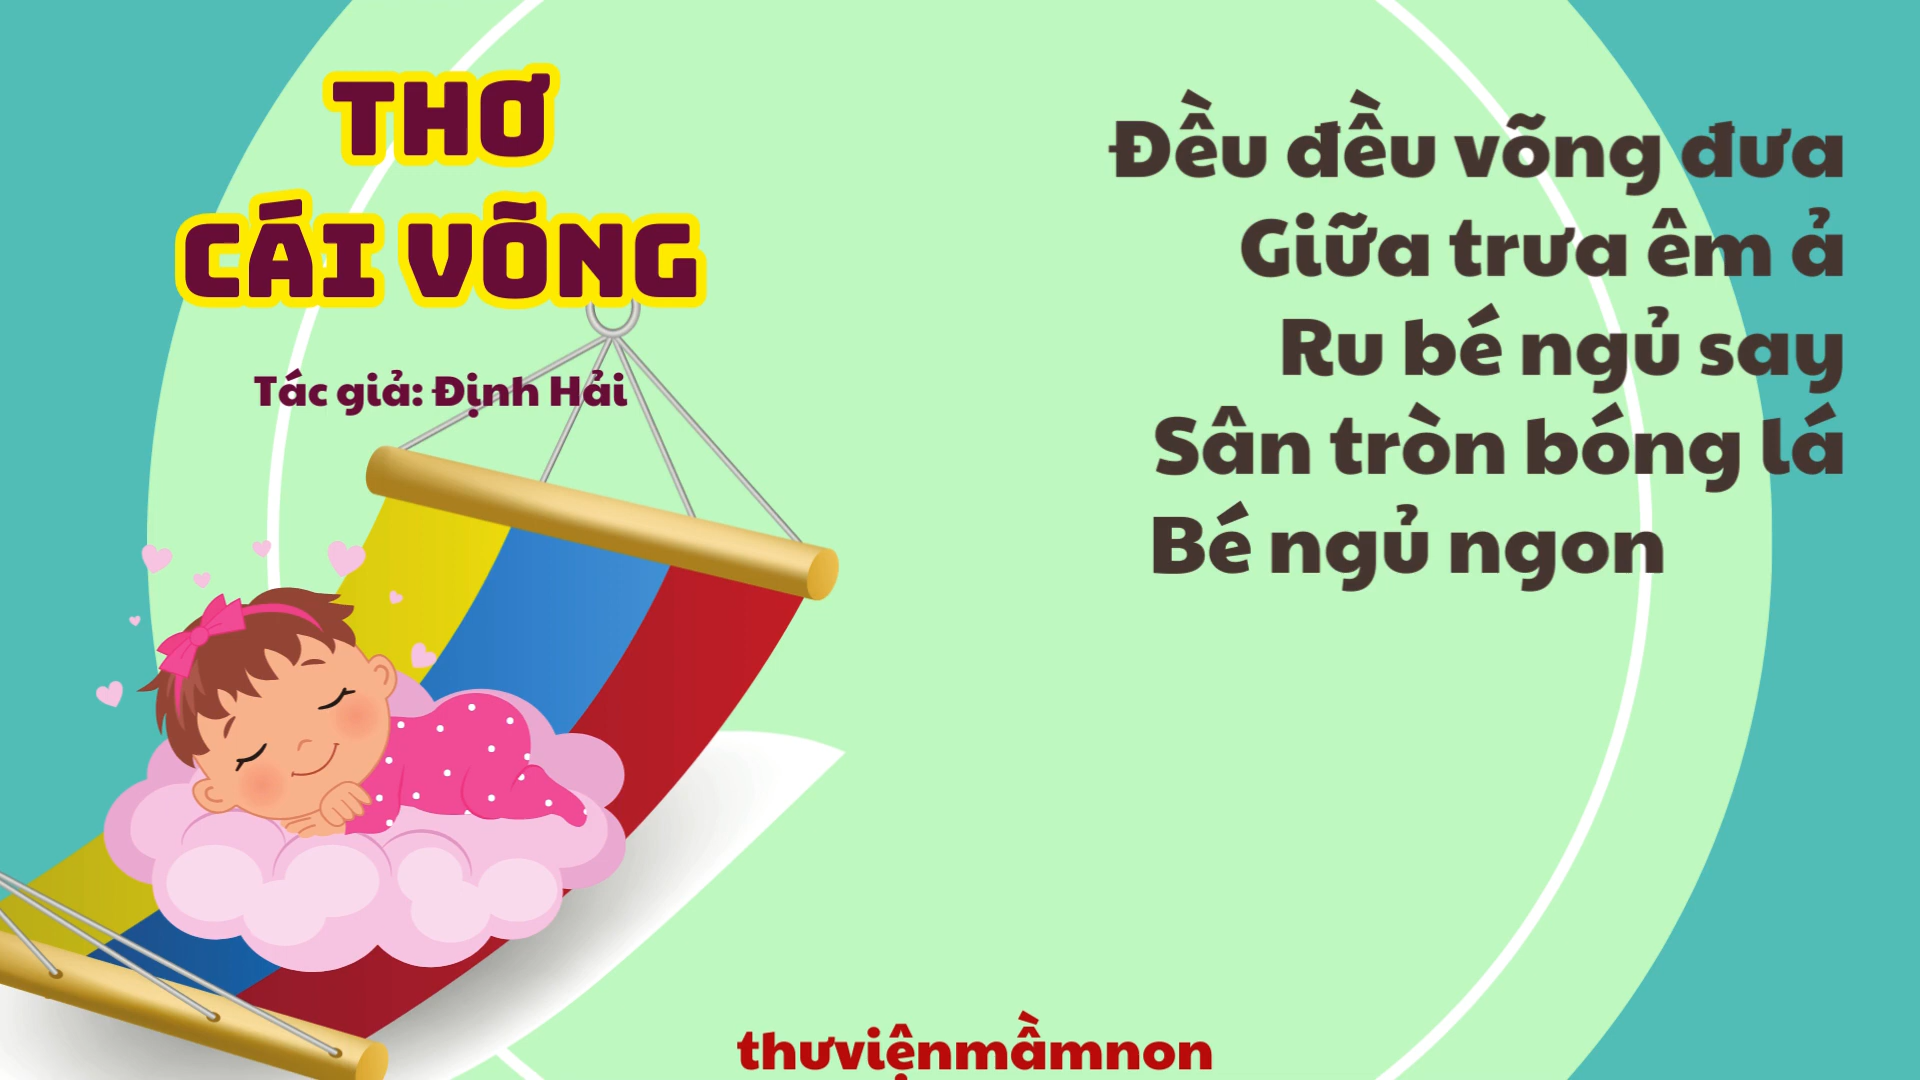 THƠ
CÁI VÕNG
Tác giả: Định Hải
Đều đều võng đưa
Giữa trưa êm ả
Ru bé ngủ say
Sân tròn bóng lá
Bé ngủ ngon
thưviệnmầmnon